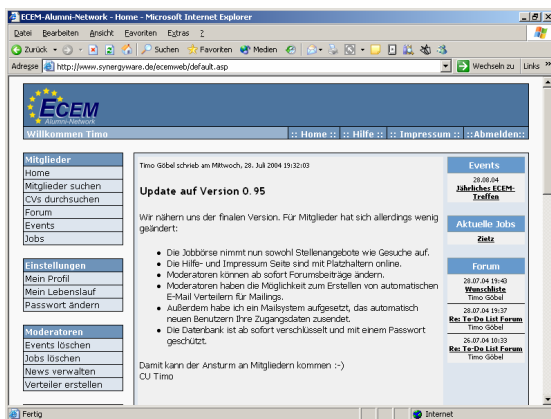 ECEM-Alumni-Network - Home - Microsoft Internet Explorer
Datei Bearbeiten Ansicht Favoriten Extras ?
Zurück Suchen Favoriten Medien
Adresse http://www.synergyware.de/ecemweb/default.asp Wechseln zu Links »
ECEM
Alumni-Network
Willkommen Timo :: Home :: :: Hilfe :: :: Impressum :: ::Abmelden::
Mitglieder
Home
Mitglieder suchen
CVs durchsuchen
Forum
Events
Jobs
Einstellungen
Mein Profil
Mein Lebenslauf
Passwort ändern
Moderatoren
Events löschen
Jobs löschen
News verwalten
Verteiler erstellen
Timo Göbel schrieb am Mittwoch, 28. Juli 2004 19:32:03
Update auf Version 0.95
Wir nähern uns der finalen Version. Für Mitglieder hat sich allerdings wenig
geändert:
• Die Jobbörse nimmt nun sowohl Stellenangebote wie Gesuche auf.
• Die Hilfe- und Impressum Seite sind mit Platzhaltern online.
• Moderatoren können ab sofort Forumsbeiträge ändern.
• Moderatoren haben die Möglichkeit zum Erstellen von automatischen
E-Mail Verteilern für Mailings.
• Außerdem habe ich ein Mailsystem aufgesetzt, das automatisch
neuen Benutzern Ihre Zugangsdaten zusendet.
• Die Datenbank ist ab sofort verschlüsselt und mit einem Passwort
geschützt.
Damit kann der Ansturm an Mitgliedern kommen :-)
CU Timo
Events
28.08.04
Jährliches ECEM-
Treffen
Aktuelle Jobs
Zietz
Forum
28.07.04 19:43
Wunschliste
Timo Göbel
28.07.04 19:37
Re: To-Do List Forum
Timo Göbel
26.07.04 10:33
Re: To-Do List Forum
Timo Göbel
Fertig Internet